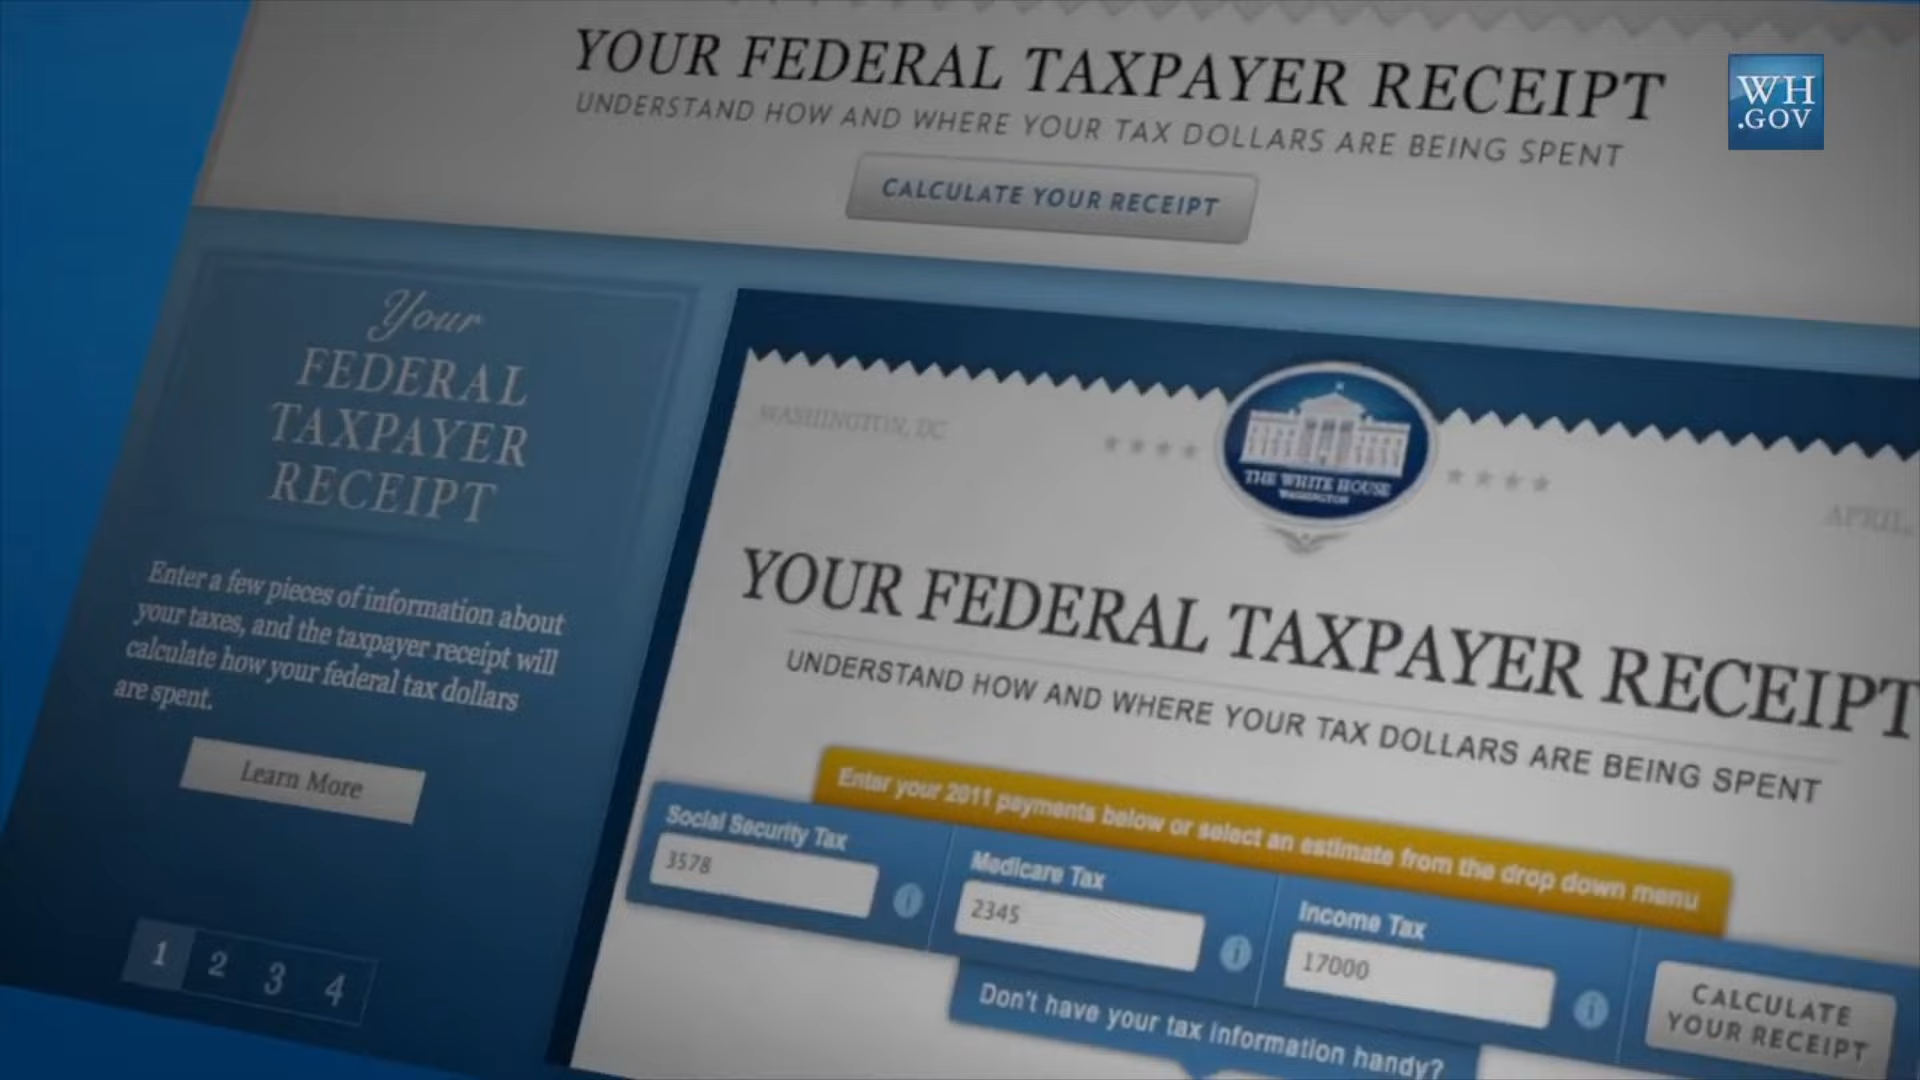 YOUR FEDERAL TAXPAYER RECEIPT
UNDERSTAND HOW AND WHERE YOUR TAX DOLLARS ARE BEING SPENT
CALCULATE YOUR RECEIPT
WH
.GOV
Your
FEDERAL
TAXPAYER
RECEIPT
Enter a few pieces of information about
your taxes, and the taxpayer receipt will
calculate how your federal tax dollars
are spent.
Learn More
1 2 3 4
WASHINGTON, DC
THE WHITE HOUSE
WASHINGTON
APRIL,
YOUR FEDERAL TAXPAYER RECEIPT
UNDERSTAND HOW AND WHERE YOUR TAX DOLLARS ARE BEING SPENT
Enter your 2011 payments below or select an estimate from the drop down menu
Social Security Tax
3578
Medicare Tax
2345
Income Tax
17000
CALCULATE
YOUR RECEIPT
Don't have your tax information handy?